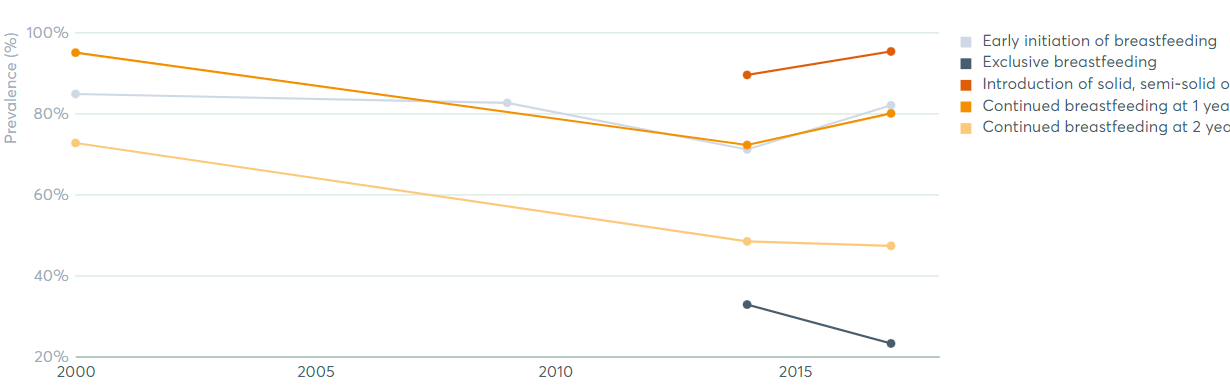 Prevalence (%)
100%
80%
60%
40%
20%
2000
2005
2010
2015
Early initiation of breastfeeding
Exclusive breastfeeding
Introduction of solid, semi-solid o
Continued breastfeeding at 1 yea
Continued breastfeeding at 2 yea